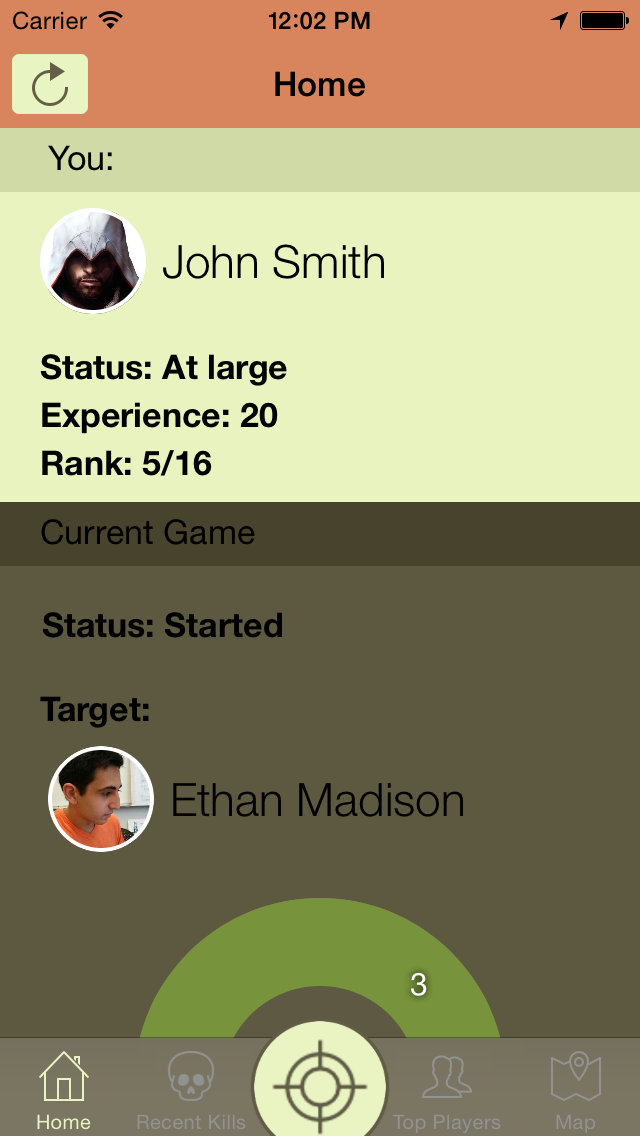 Carrier 12:02 PM
Home
You:
John Smith
Status: At large
Experience: 20
Rank: 5/16
Current Game
Status: Started
Target:
Ethan Madison
3
Home Recent Kills Top Players Map